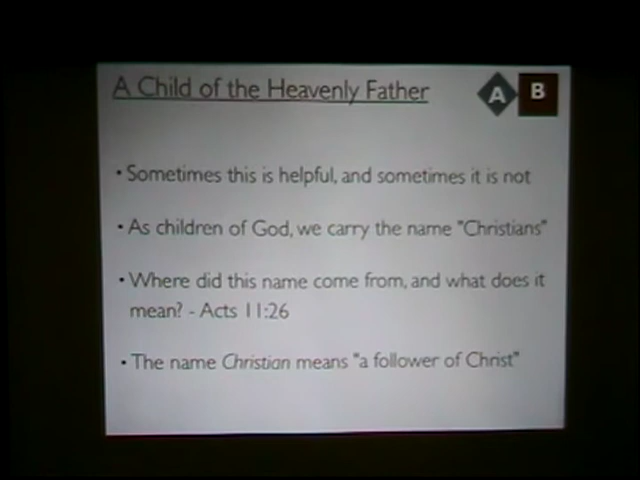 A Child of the Heavenly Father
A B
• Sometimes this is helpful, and sometimes it is not
• As children of God, we carry the name "Christians"
• Where did this name come from, and what does it
mean? - Acts 11:26
• The name Christian means "a follower of Christ"